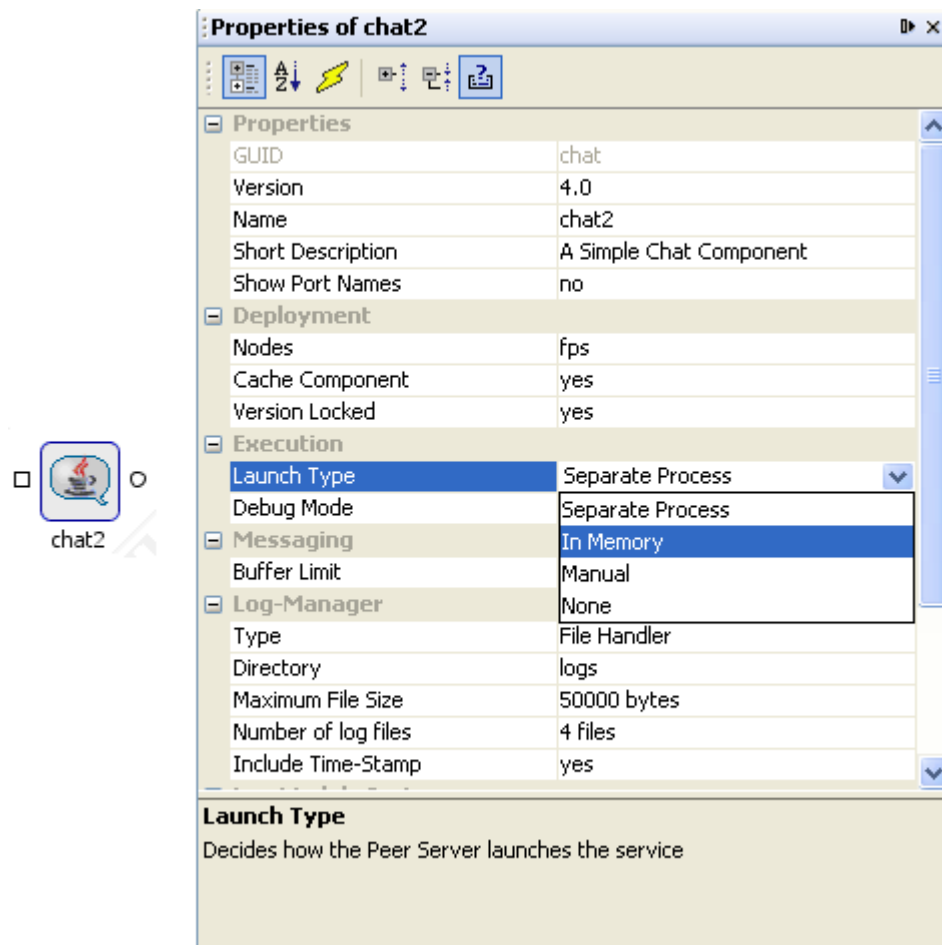 Properties of chat2
Properties
GUID chat
Version 4.0
Name chat2
Short Description A Simple Chat Component
Show Port Names no
Deployment
Nodes fps
Cache Component yes
Version Locked yes
Execution
Launch Type Separate Process
Debug Mode Separate Process
Messaging In Memory
Buffer Limit Manual
Log-Manager None
Type File Handler
Directory logs
Maximum File Size 50000 bytes
Number of log files 4 files
Include Time-Stamp yes
Launch Type
Decides how the Peer Server launches the service
chat2